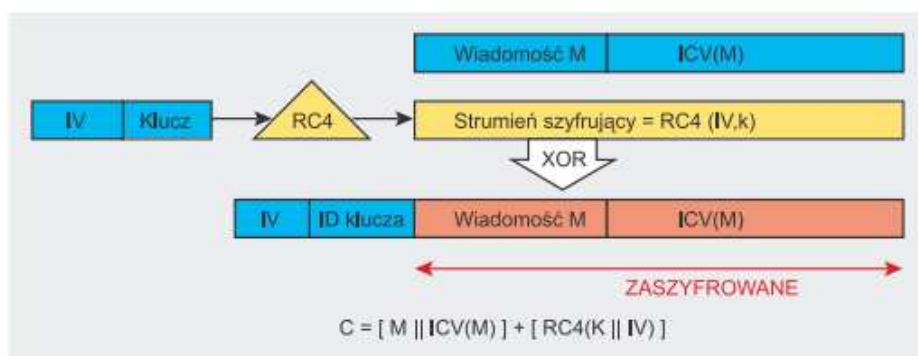 Wiadomość M ICV(M)
IV Klucz RC4 Strumień szyfrujący = RC4 (IV,k)
XOR
IV ID klucza Wiadomość M ICV(M)
ZASZYFROWANE
C = [ M || ICV(M) ] + [ RC4(K || IV) ]